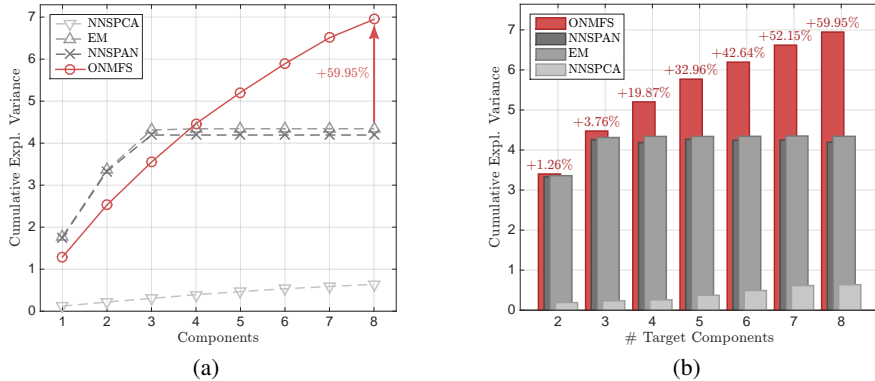 NNSPCA
EM
NNSPAN
ONMFS
+59.95%
Cumulative Expl. Variance
0
1
2
3
4
5
6
7
1 2 3 4 5 6 7 8
Components
(a)
ONMFS
NNSPAN
EM
NNSPCA
+1.26%
+3.76%
+19.87%
+32.96%
+42.64%
+52.15%
+59.95%
Cumulative Expl. Variance
0
1
2
3
4
5
6
7
2 3 4 5 6 7 8
# Target Components
(b)